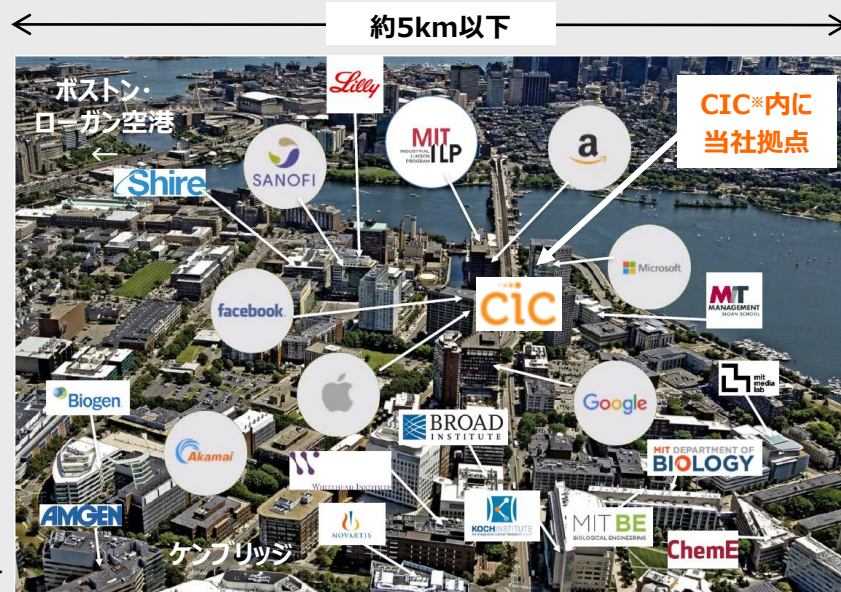 約5km以下
ボストン・
ローガン空港
←
Lilly
SANOFI
MIT
ILP
INDUSTRIAL
LIAISON
PROGRAM
a
CIC※内に
当社拠点
Shire
facebook
CIC
Microsoft
MIT
MANAGEMENT
SLOAN SCHOOL
Biogen
Akamai
BROAD
INSTITUTE
Google
mit
media
lab
WHITEHEAD INSTITUTE
MIT DEPARTMENT OF
BIOLOGY
AMGEN
NOVARTIS
KOCH INSTITUTE
MIT BE
BIOLOGICAL ENGINEERING
ChemE
ケンブリッジ